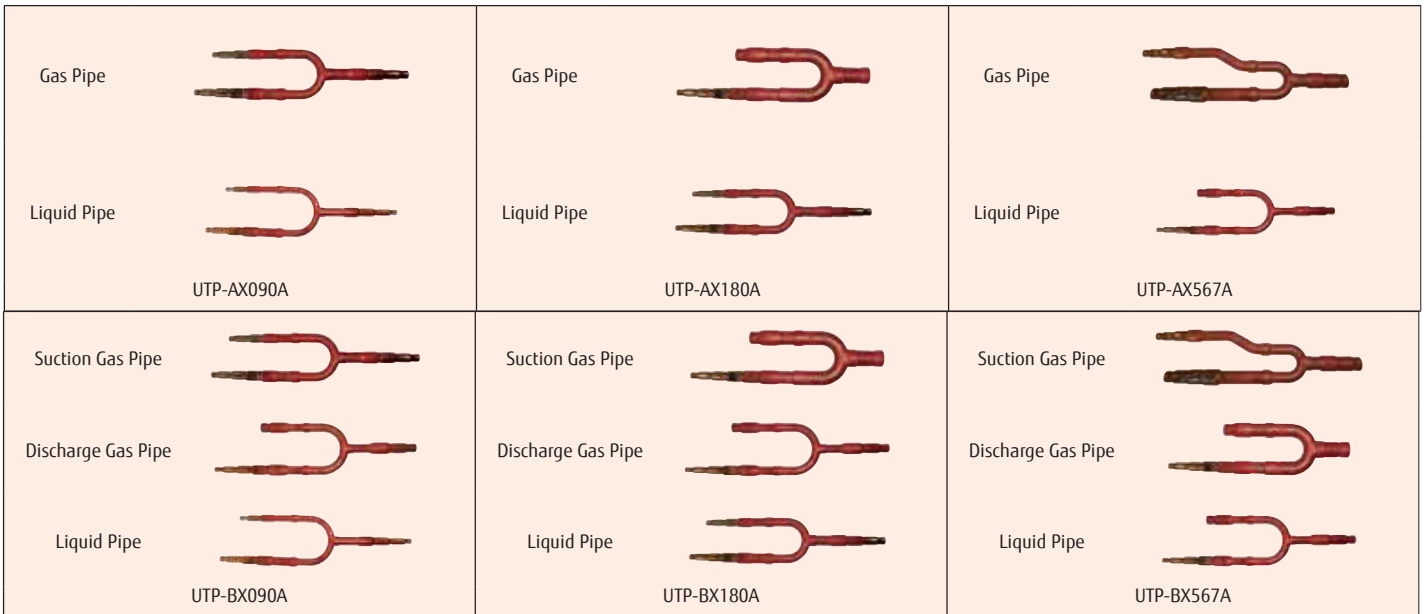 Gas Pipe
Gas Pipe
Gas Pipe
Liquid Pipe
Liquid Pipe
Liquid Pipe
UTP-AX090A
UTP-AX180A
UTP-AX567A
Suction Gas Pipe
Suction Gas Pipe
Suction Gas Pipe
Discharge Gas Pipe
Discharge Gas Pipe
Discharge Gas Pipe
Liquid Pipe
Liquid Pipe
Liquid Pipe
UTP-BX090A
UTP-BX180A
UTP-BX567A